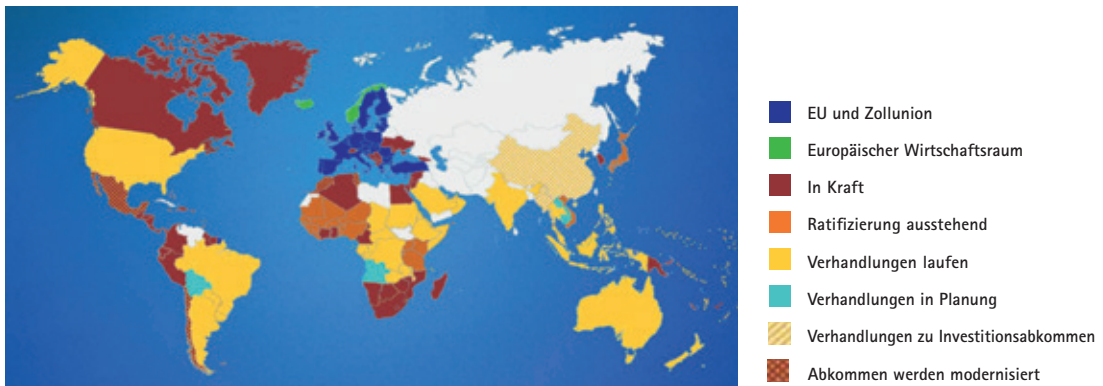 EU und Zollunion
Europäischer Wirtschaftsraum
In Kraft
Ratifizierung ausstehend
Verhandlungen laufen
Verhandlungen in Planung
Verhandlungen zu Investitionsabkommen
Abkommen werden modernisiert